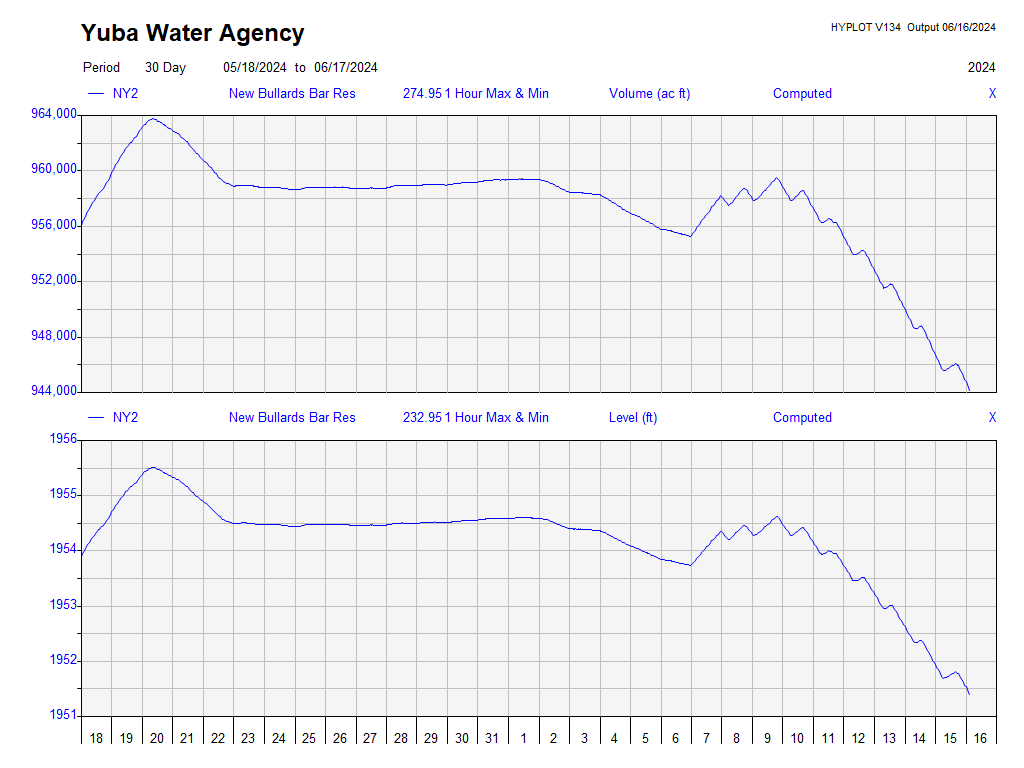 Yuba Water Agency
HYPLOT V134 Output 06/16/2024
Period 30 Day 05/18/2024 to 06/17/2024 2024
NY2 New Bullards Bar Res 274.95 1 Hour Max & Min Volume (ac ft) Computed X
964,000
960,000
956,000
952,000
948,000
944,000
NY2 New Bullards Bar Res 232.95 1 Hour Max & Min Level (ft) Computed X
1956
1955
1954
1953
1952
1951
18 19 20 21 22 23 24 25 26 27 28 29 30 31 1 2 3 4 5 6 7 8 9 10 11 12 13 14 15 16